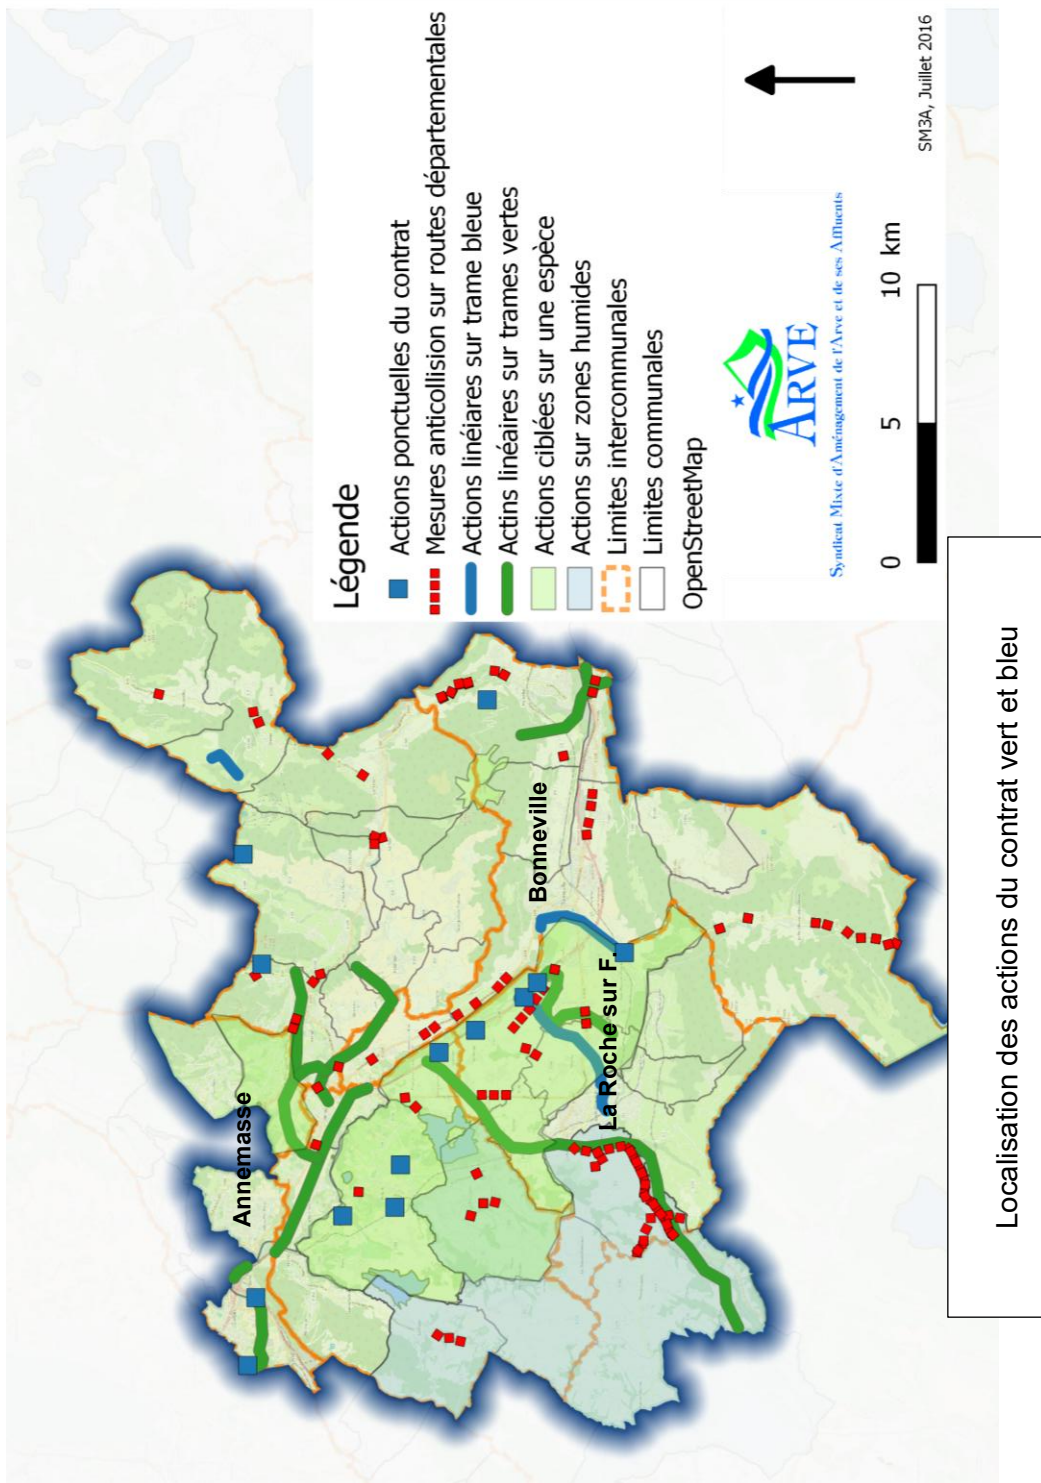 Annemasse
Bonneville
La Roche sur F.
Légende
Actions ponctuelles du contrat
Mesures anticollision sur routes départementales
Actions linéiares sur trame bleue
Actins linéaires sur trames vertes
Actions ciblées sur une espèce
Actions sur zones humides
Limites intercommunales
Limites communales
OpenStreetMap
ARVE
Syndicat Mixte d'Aménagement de l'Arve et de ses Affluents
0 5 10 km
SM3A, Juillet 2016
Localisation des actions du contrat vert et bleu